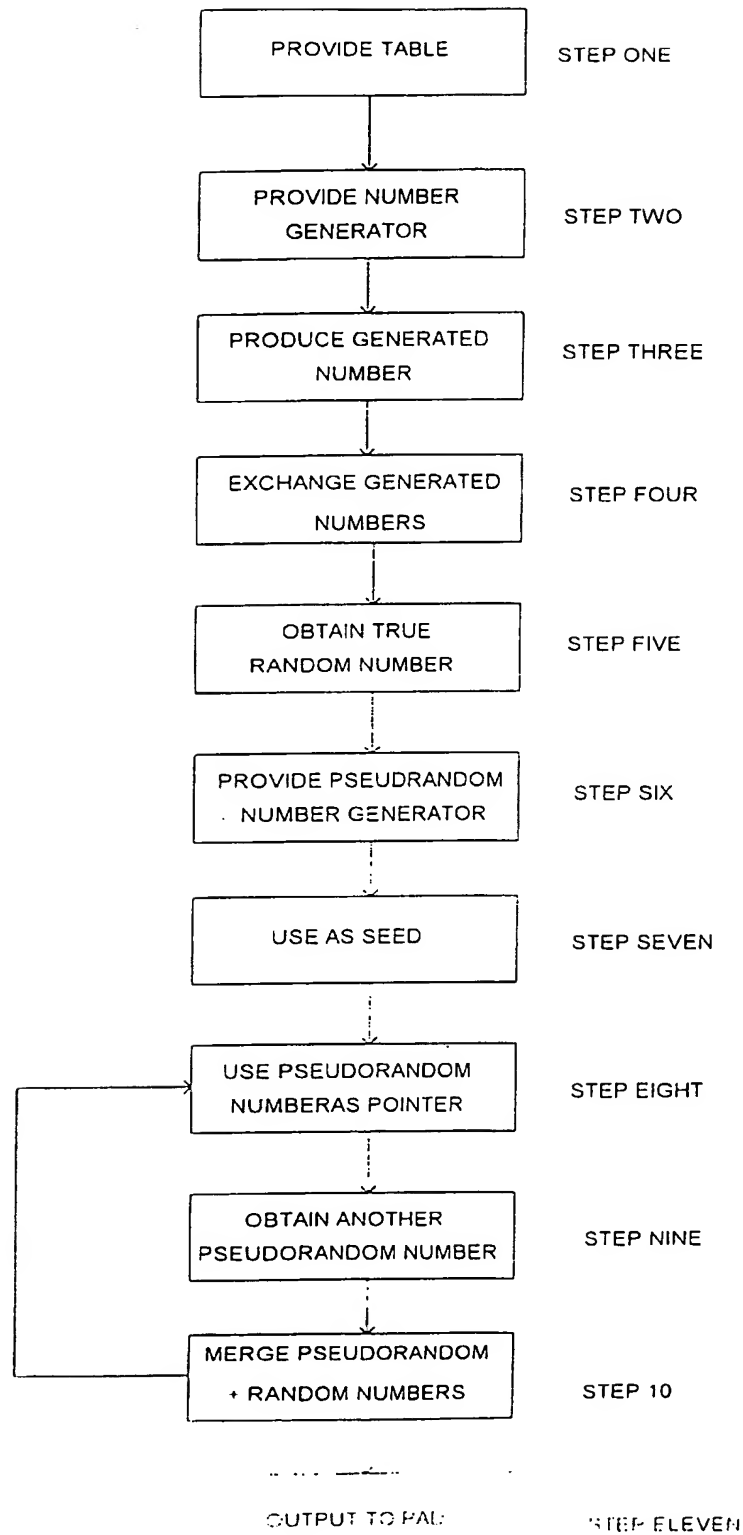 PROVIDE TABLE
STEP ONE
PROVIDE NUMBER
GENERATOR
STEP TWO
PRODUCE GENERATED
NUMBER
STEP THREE
EXCHANGE GENERATED
NUMBERS
STEP FOUR
OBTAIN TRUE
RANDOM NUMBER
STEP FIVE
PROVIDE PSEUDRANDOM
NUMBER GENERATOR
STEP SIX
USE AS SEED
STEP SEVEN
USE PSEUDORANDOM
NUMBERAS POINTER
STEP EIGHT
OBTAIN ANOTHER
PSEUDORANDOM NUMBER
STEP NINE
MERGE PSEUDORANDOM
+ RANDOM NUMBERS
STEP 10
OUTPUT TO
STEP ELEVEN